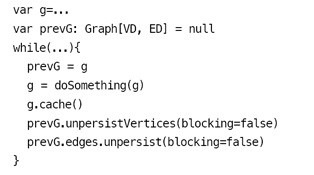 var g=...
var prevG: Graph[VD, ED] = null
while(...){
  prevG = g
  g = doSomething(g)
  g.cache()
  prevG.unpersistVertices(blocking=false)
  prevG.edges.unpersist(blocking=false)
}